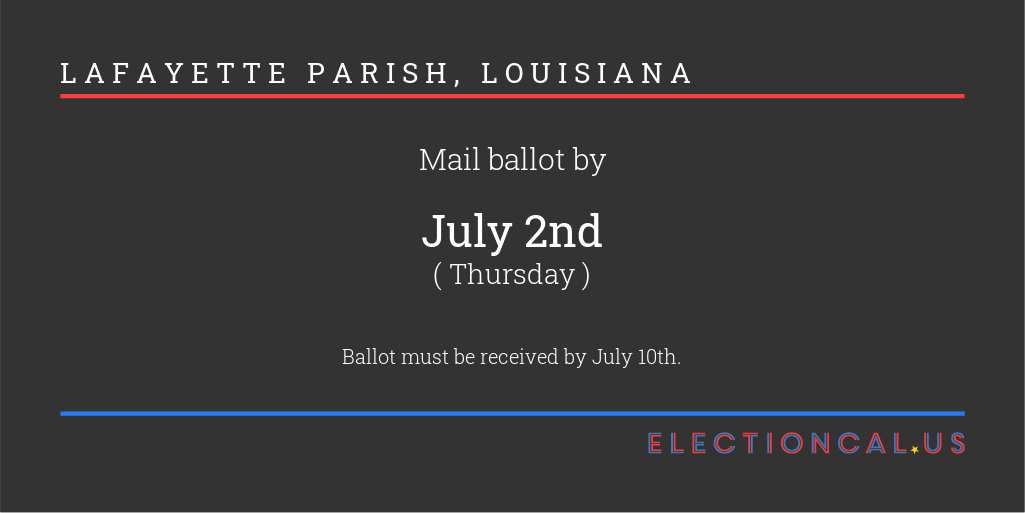 LAFAYETTE PARISH, LOUISIANA
Mail ballot by
July 2nd
( Thursday )
Ballot must be received by July 10th.
ELECTIONCAL.US